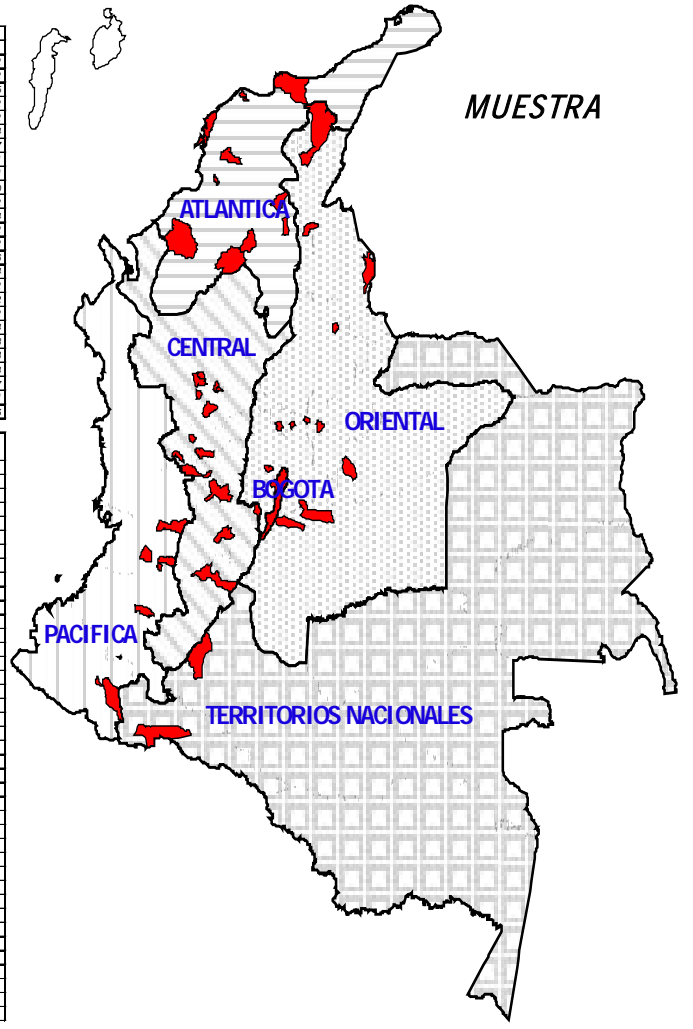 MUESTRA
ATLANTICA
CENTRAL
ORIENTAL
BOGOTA
PACIFICA
TERRITORIOS NACIONALES